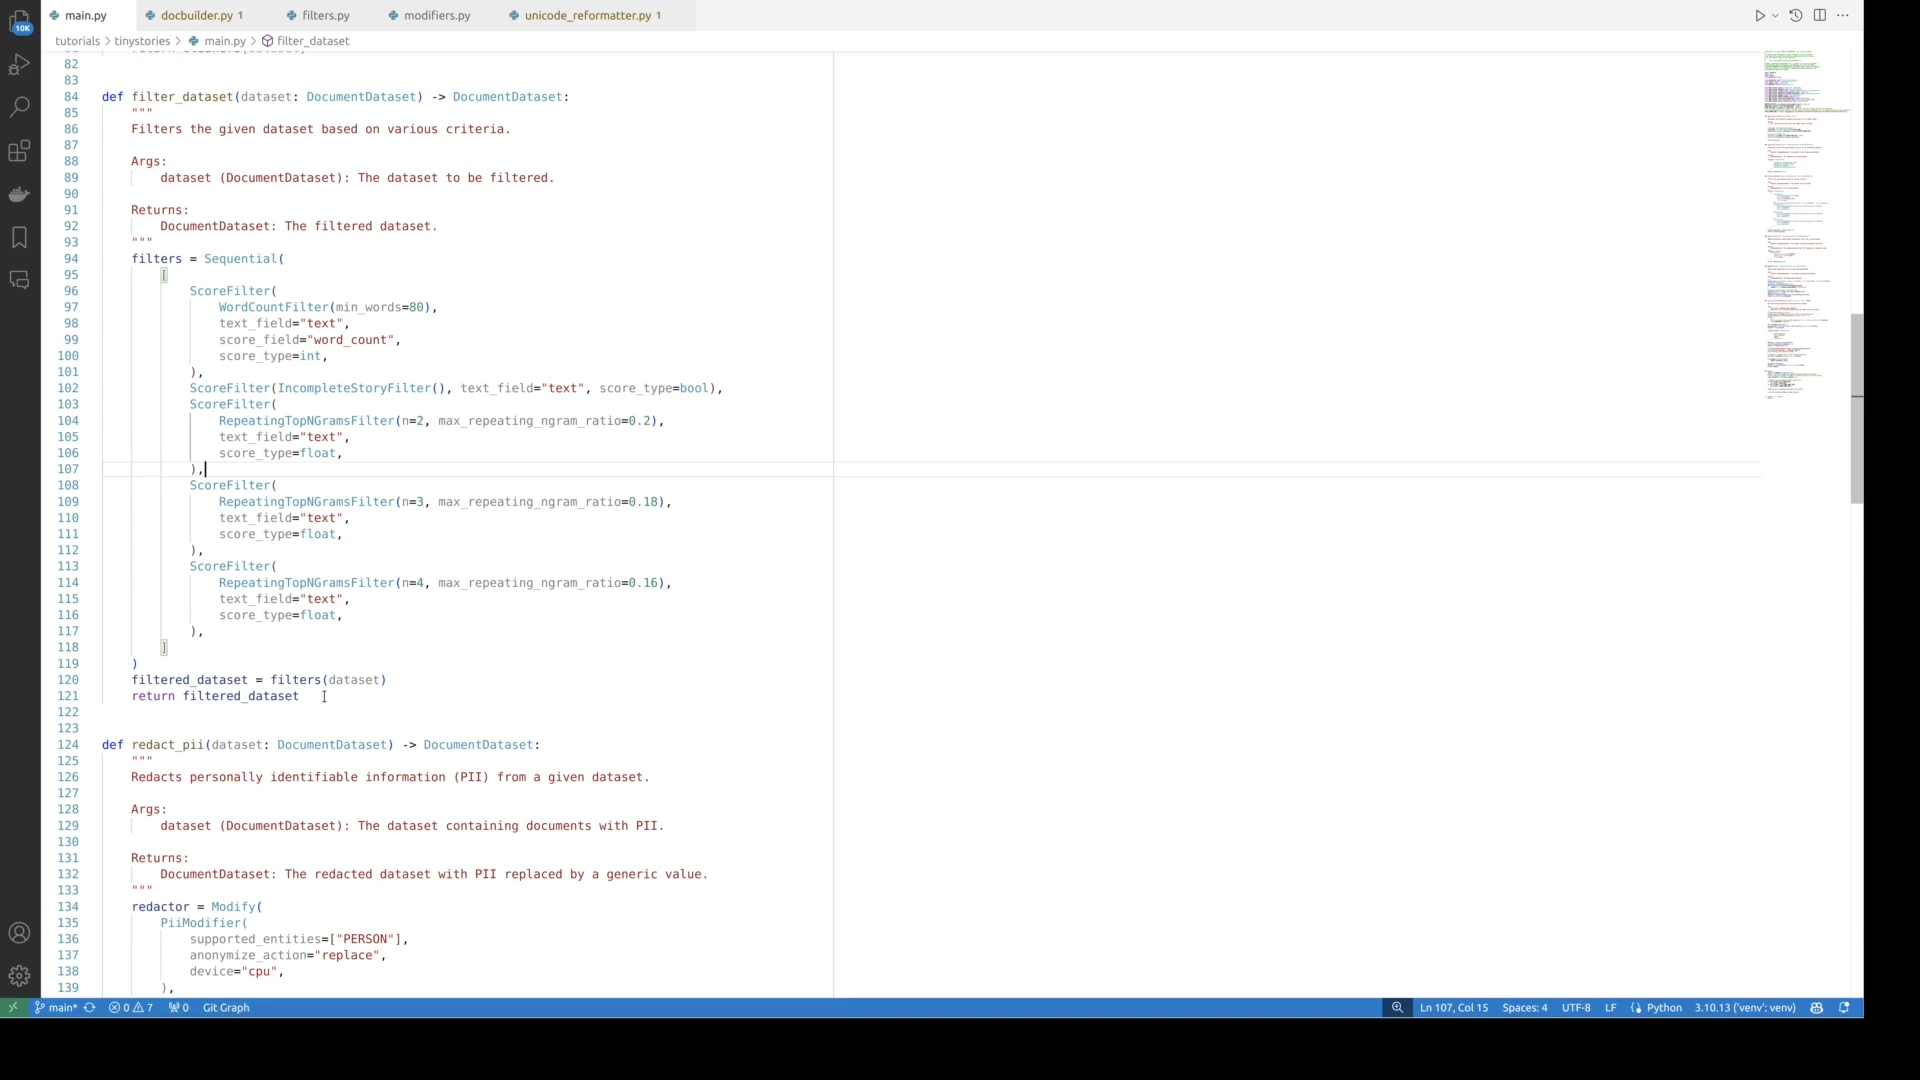 main.py
docbuilder.py 1
filters.py
modifiers.py
unicode_reformatter.py 1
10K
tutorials > tinystories > main.py > filter_dataset
82
83
84 def filter_dataset(dataset: DocumentDataset) -> DocumentDataset:
85 """
86 Filters the given dataset based on various criteria.
87
88 Args:
89 dataset (DocumentDataset): The dataset to be filtered.
90
91 Returns:
92 DocumentDataset: The filtered dataset.
93 """
94 filters = Sequential(
95 [
96 ScoreFilter(
97 WordCountFilter(min_words=80),
98 text_field="text",
99 score_field="word_count",
100 score_type=int,
101 ),
102 ScoreFilter(IncompleteStoryFilter(), text_field="text", score_type=bool),
103 ScoreFilter(
104 RepeatingTopNGramsFilter(n=2, max_repeating_ngram_ratio=0.2),
105 text_field="text",
106 score_type=float,
107 ),
108 ScoreFilter(
109 RepeatingTopNGramsFilter(n=3, max_repeating_ngram_ratio=0.18),
110 text_field="text",
111 score_type=float,
112 ),
113 ScoreFilter(
114 RepeatingTopNGramsFilter(n=4, max_repeating_ngram_ratio=0.16),
115 text_field="text",
116 score_type=float,
117 ),
118 ]
119 )
120 filtered_dataset = filters(dataset)
121 return filtered_dataset
122
123
124 def redact_pii(dataset: DocumentDataset) -> DocumentDataset:
125 """
126 Redacts personally identifiable information (PII) from a given dataset.
127
128 Args:
129 dataset (DocumentDataset): The dataset containing documents with PII.
130
131 Returns:
132 DocumentDataset: The redacted dataset with PII replaced by a generic value.
133 """
134 redactor = Modify(
135 PiiModifier(
136 supported_entities=["PERSON"],
137 anonymize_action="replace",
138 device="cpu",
139 ),
main* 0 7 0 Git Graph Ln 107, Col 15 Spaces: 4 UTF-8 LF Python 3.10.13 ('venv': venv)